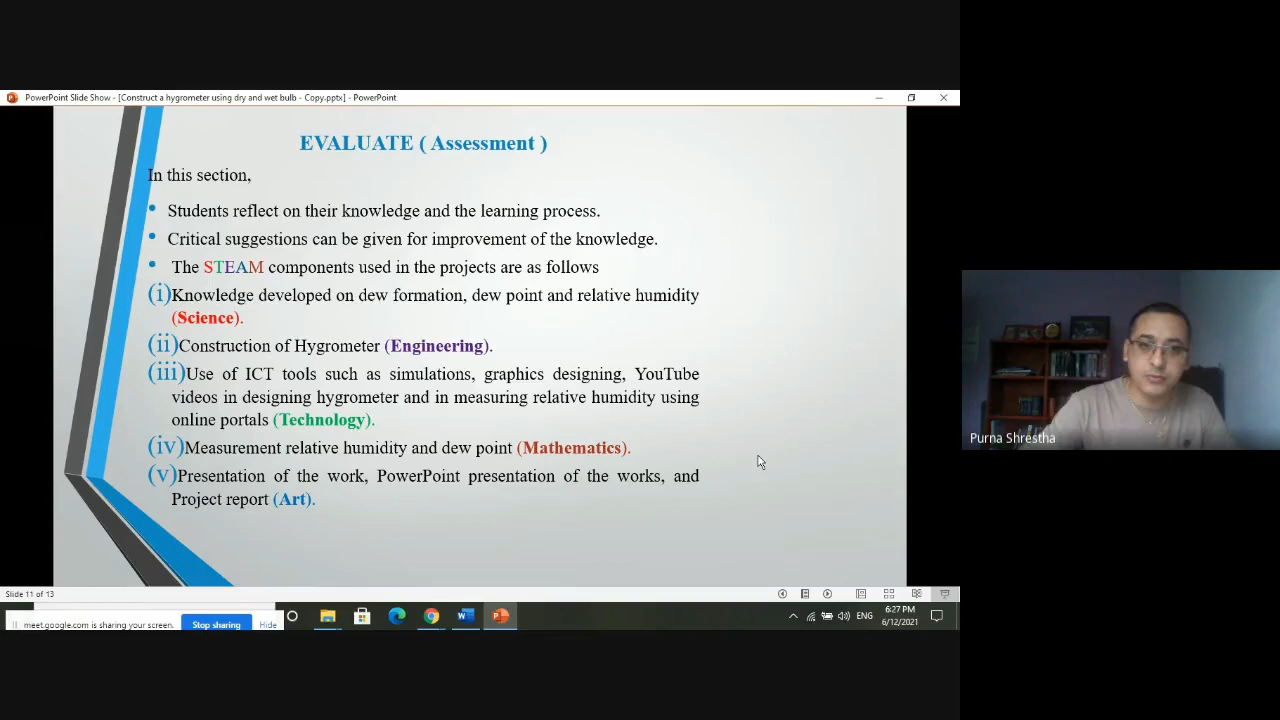 PowerPoint Slide Show - [Construct a hygrometer using dry and wet bulb - Copy.pptx] - PowerPoint
EVALUATE ( Assessment )
In this section,
• Students reflect on their knowledge and the learning process.
• Critical suggestions can be given for improvement of the knowledge.
• The STEAM components used in the projects are as follows
(i)Knowledge developed on dew formation, dew point and relative humidity
(Science).
(ii)Construction of Hygrometer (Engineering).
(iii)Use of ICT tools such as simulations, graphics designing, YouTube
videos in designing hygrometer and in measuring relative humidity using
online portals (Technology).
(iv)Measurement relative humidity and dew point (Mathematics).
(v)Presentation of the work, PowerPoint presentation of the works, and
Project report (Art).
Purna Shrestha
Slide 11 of 13
meet.google.com is sharing your screen.
Stop sharing
Hide
ENG
6:27 PM
6/12/2021